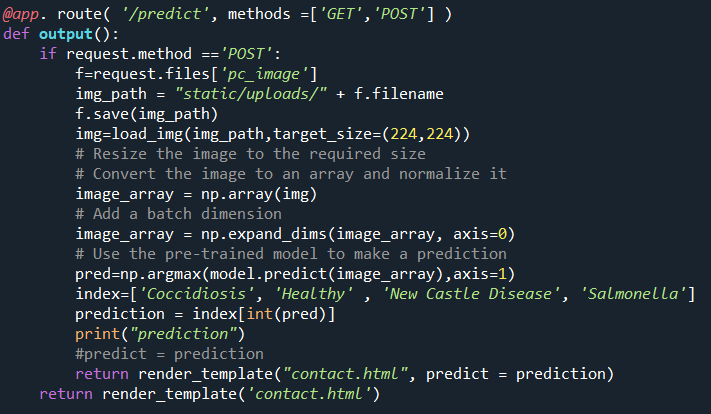 @app. route( '/predict', methods =['GET','POST'] )
def output():
    if request.method =='POST':
        f=request.files['pc_image']
        img_path = "static/uploads/" + f.filename
        f.save(img_path)
        img=load_img(img_path,target_size=(224,224))
        # Resize the image to the required size
        # Convert the image to an array and normalize it
        image_array = np.array(img)
        # Add a batch dimension
        image_array = np.expand_dims(image_array, axis=0)
        # Use the pre-trained model to make a prediction
        pred=np.argmax(model.predict(image_array),axis=1)
        index=['Coccidiosis', 'Healthy' , 'New Castle Disease', 'Salmonella']
        prediction = index[int(pred)]
        print("prediction")
        #predict = prediction
        return render_template("contact.html", predict = prediction)
    return render_template('contact.html')